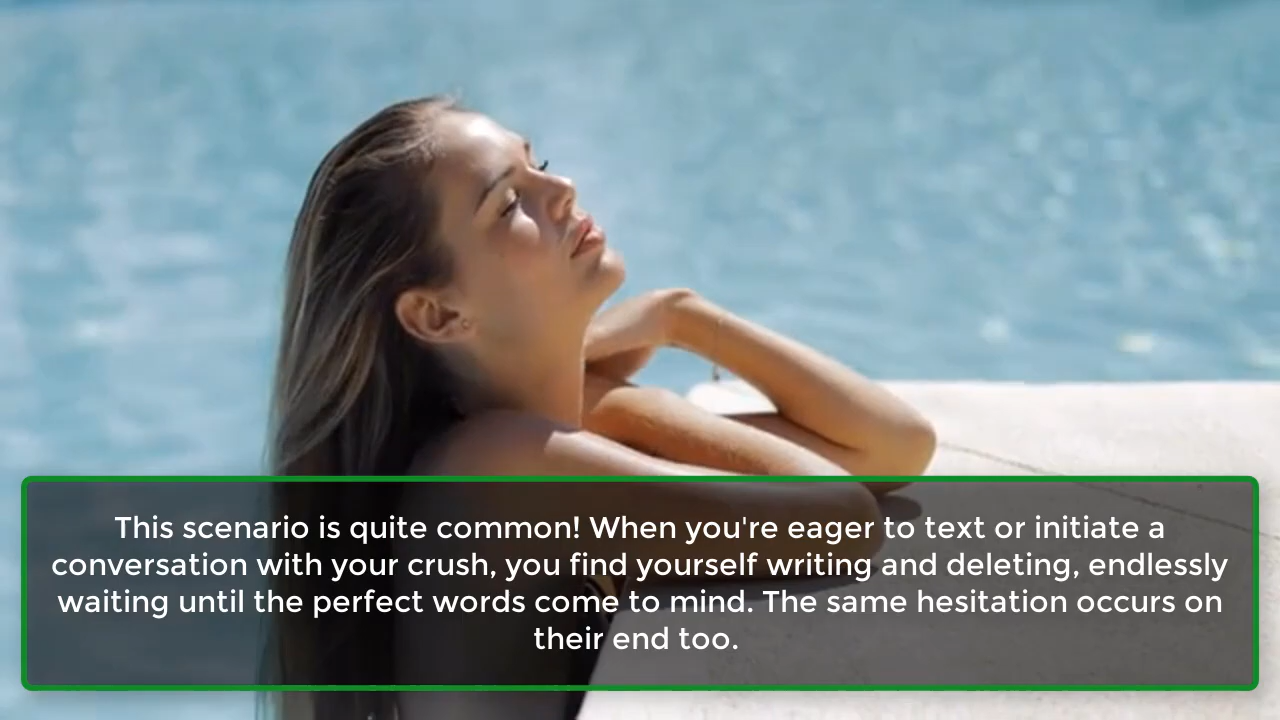 This scenario is quite common! When you're eager to text or initiate a
conversation with your crush, you find yourself writing and deleting, endlessly
waiting until the perfect words come to mind. The same hesitation occurs on
their end too.